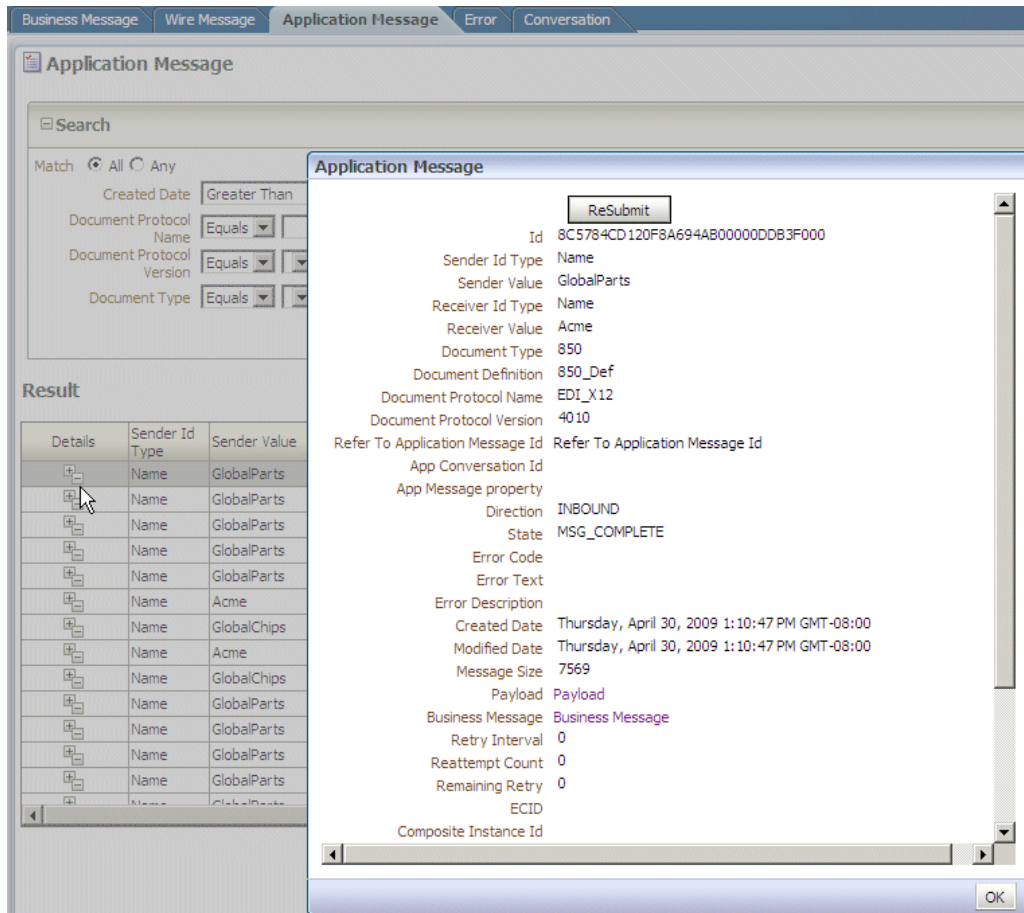 Business Message Wire Message Application Message Error Conversation
Application Message
Search
Match All Any
Created Date Greater Than
Document Protocol Name Equals
Document Protocol Version Equals
Document Type Equals
Result
Details Sender Id Type Sender Value
Name GlobalParts
Name GlobalParts
Name GlobalParts
Name GlobalParts
Name GlobalParts
Name Acme
Name GlobalChips
Name Acme
Name GlobalChips
Name GlobalParts
Name GlobalParts
Name GlobalParts
Name GlobalParts
Name GlobalParts
Application Message
ReSubmit
Id 8C5784CD120F8A694AB00000DDB3F000
Sender Id Type Name
Sender Value GlobalParts
Receiver Id Type Name
Receiver Value Acme
Document Type 850
Document Definition 850_Def
Document Protocol Name EDI_X12
Document Protocol Version 4010
Refer To Application Message Id Refer To Application Message Id
App Conversation Id
App Message property
Direction INBOUND
State MSG_COMPLETE
Error Code
Error Text
Error Description
Created Date Thursday, April 30, 2009 1:10:47 PM GMT-08:00
Modified Date Thursday, April 30, 2009 1:10:47 PM GMT-08:00
Message Size 7569
Payload Payload
Business Message Business Message
Retry Interval 0
Reattempt Count 0
Remaining Retry 0
ECID
Composite Instance Id
OK